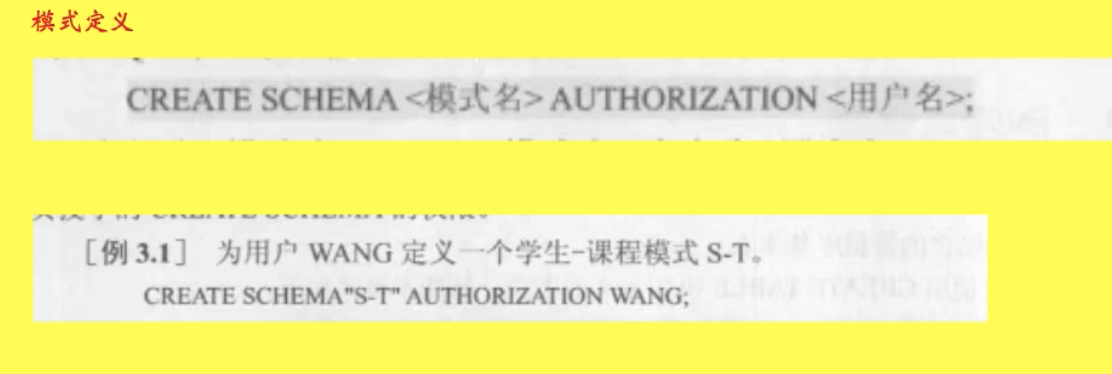 模式定义
CREATE SCHEMA <模式名> AUTHORIZATION <用户名>;
[例 3.1] 为用户 WANG 定义一个学生-课程模式 S-T。
CREATE SCHEMA"S-T" AUTHORIZATION WANG;